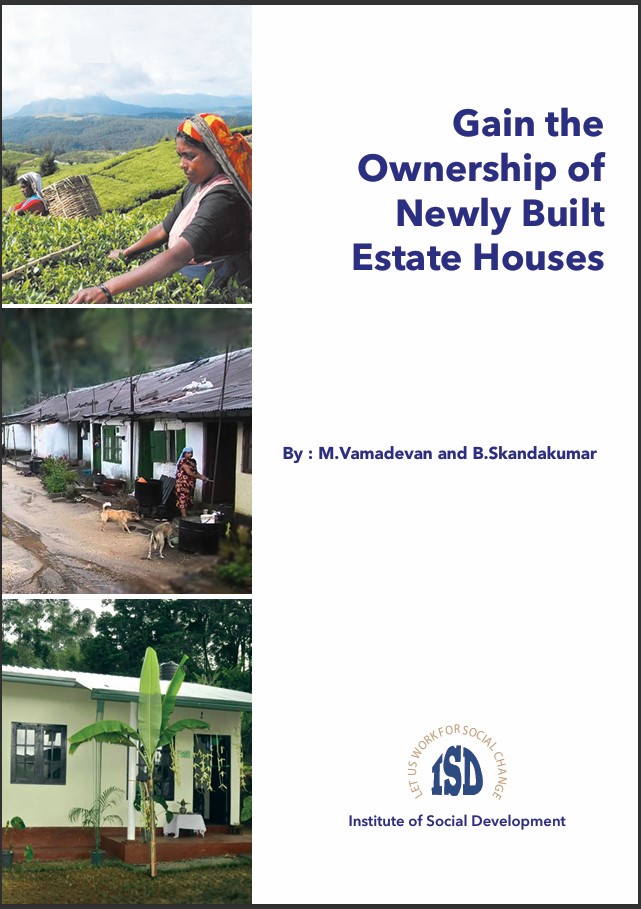 Gain the
Ownership of
Newly Built
Estate Houses
By : M.Vamadevan and B.Skandakumar
LET US WORK FOR SOCIAL CHANGE
ISD
Institute of Social Development